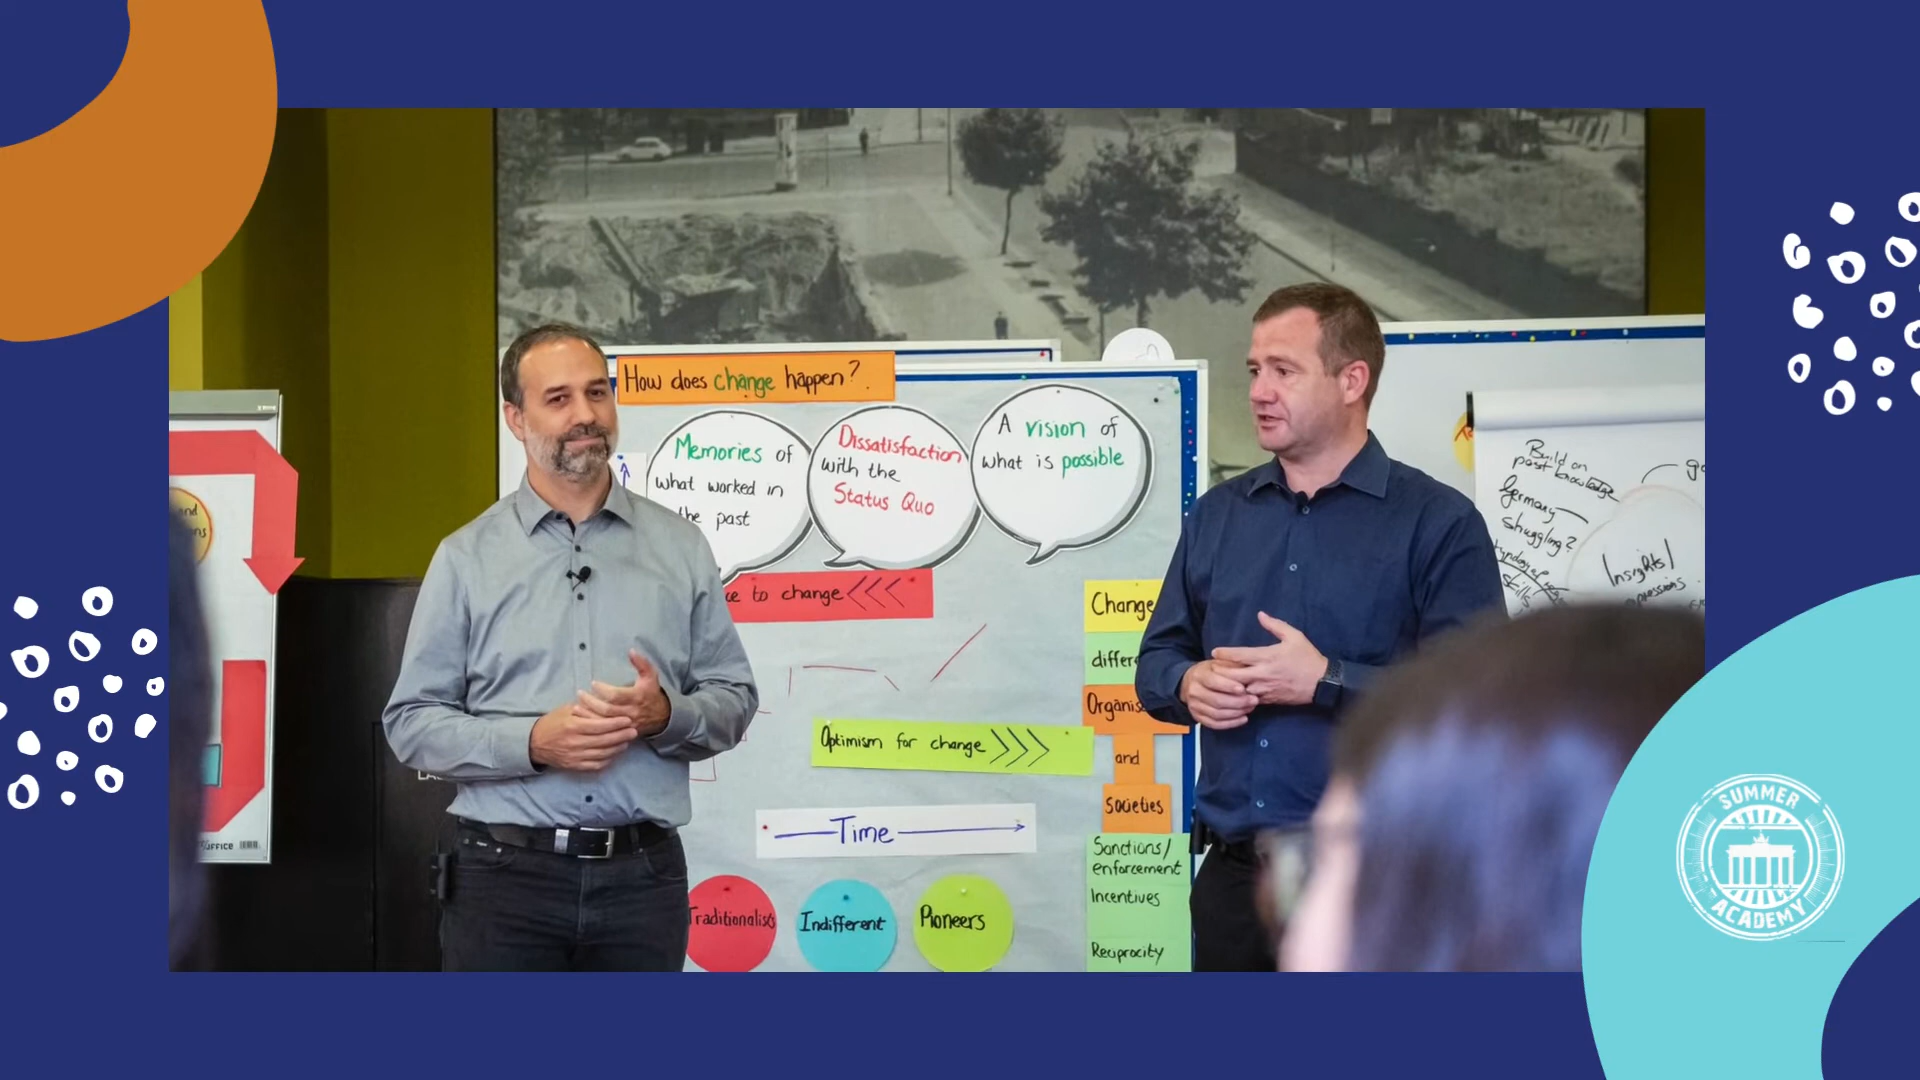 How does change happen?
Memories of
what worked in
the past
Dissatisfaction
with the
Status Quo
A vision of
what is possible
to change
Optimism for change
Time
Traditionalists
Indifferent
Pioneers
Change
Organis
and
Societies
Sanctions/
enforcement
Incentives
Reciprocity
Build on
past knowledge
Germany
struggling?
skills
Insights/
SUMMER
ACADEMY